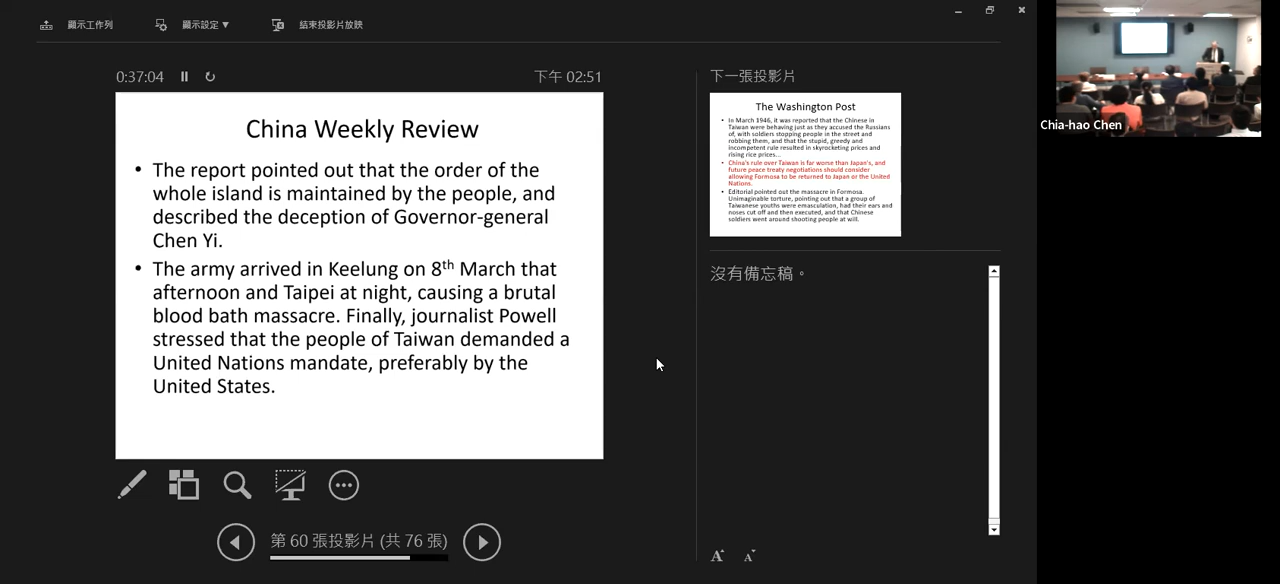 顯示工作列
顯示設定 ▼
結束投影片放映
0:37:04
下午 02:51
China Weekly Review
• The report pointed out that the order of the
whole island is maintained by the people, and
described the deception of Governor-general
Chen Yi.
• The army arrived in Keelung on 8th March that
afternoon and Taipei at night, causing a brutal
blood bath massacre. Finally, journalist Powell
stressed that the people of Taiwan demanded a
United Nations mandate, preferably by the
United States.
第 60 張投影片 (共 76 張)
下一張投影片
The Washington Post
• In March 1946, it was reported that the Chinese in
Taiwan were behaving just as they accused the Russians
of, with soldiers stopping people in the street and
robbing them, and that the stupid, greedy and
incompetent rule resulted in skyrocketing prices and
rising rice prices...
• China's rule over Taiwan is far worse than Japan's, and
future peace treaty negotiations should consider
allowing Formosa to be returned to Japan or the United
Nations.
• Editorial pointed out the massacre in Formosa.
Unimaginable torture, pointing out that a group of
Taiwanese youths were emasculation, had their ears and
noses cut off and then executed, and that Chinese
soldiers went around shooting people at will.
沒有備忘稿。
A A
Chia-hao Chen